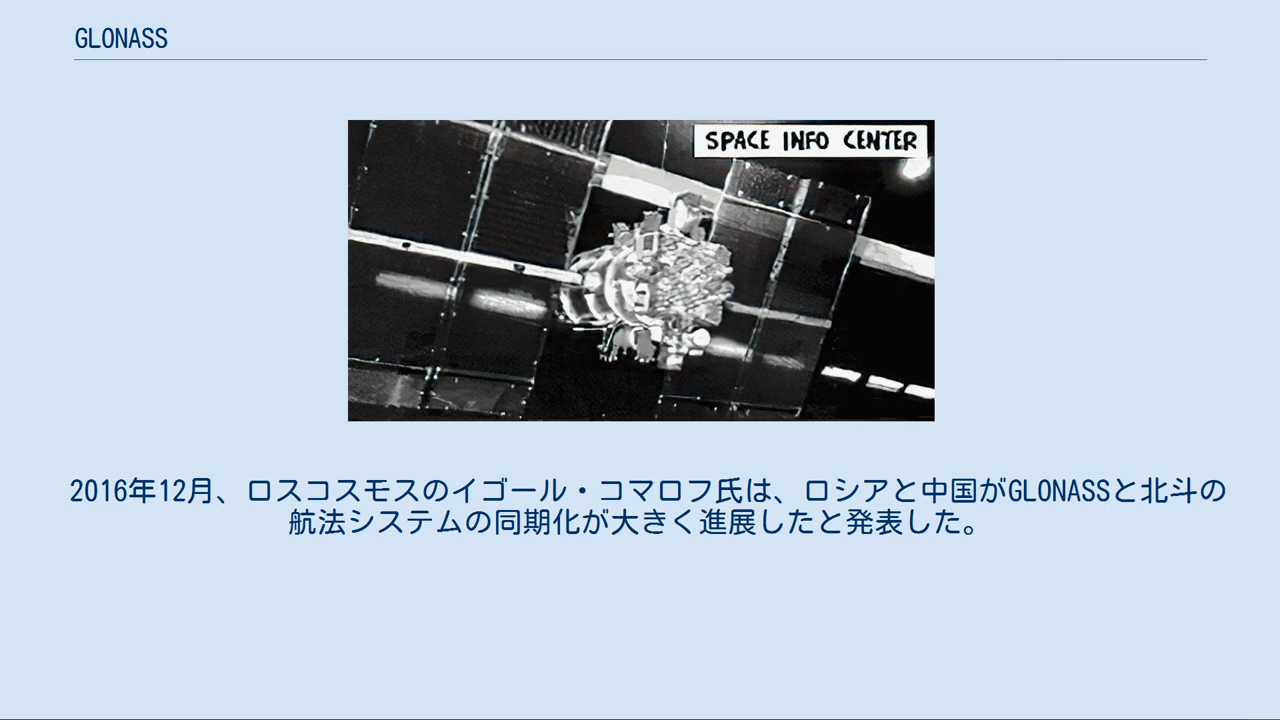 GLONASS
SPACE INFO CENTER
2016年12月、ロスコスモスのイゴール・コマロフ氏は、ロシアと中国がGLONASSと北斗の
航法システムの同期化が大きく進展したと発表した。